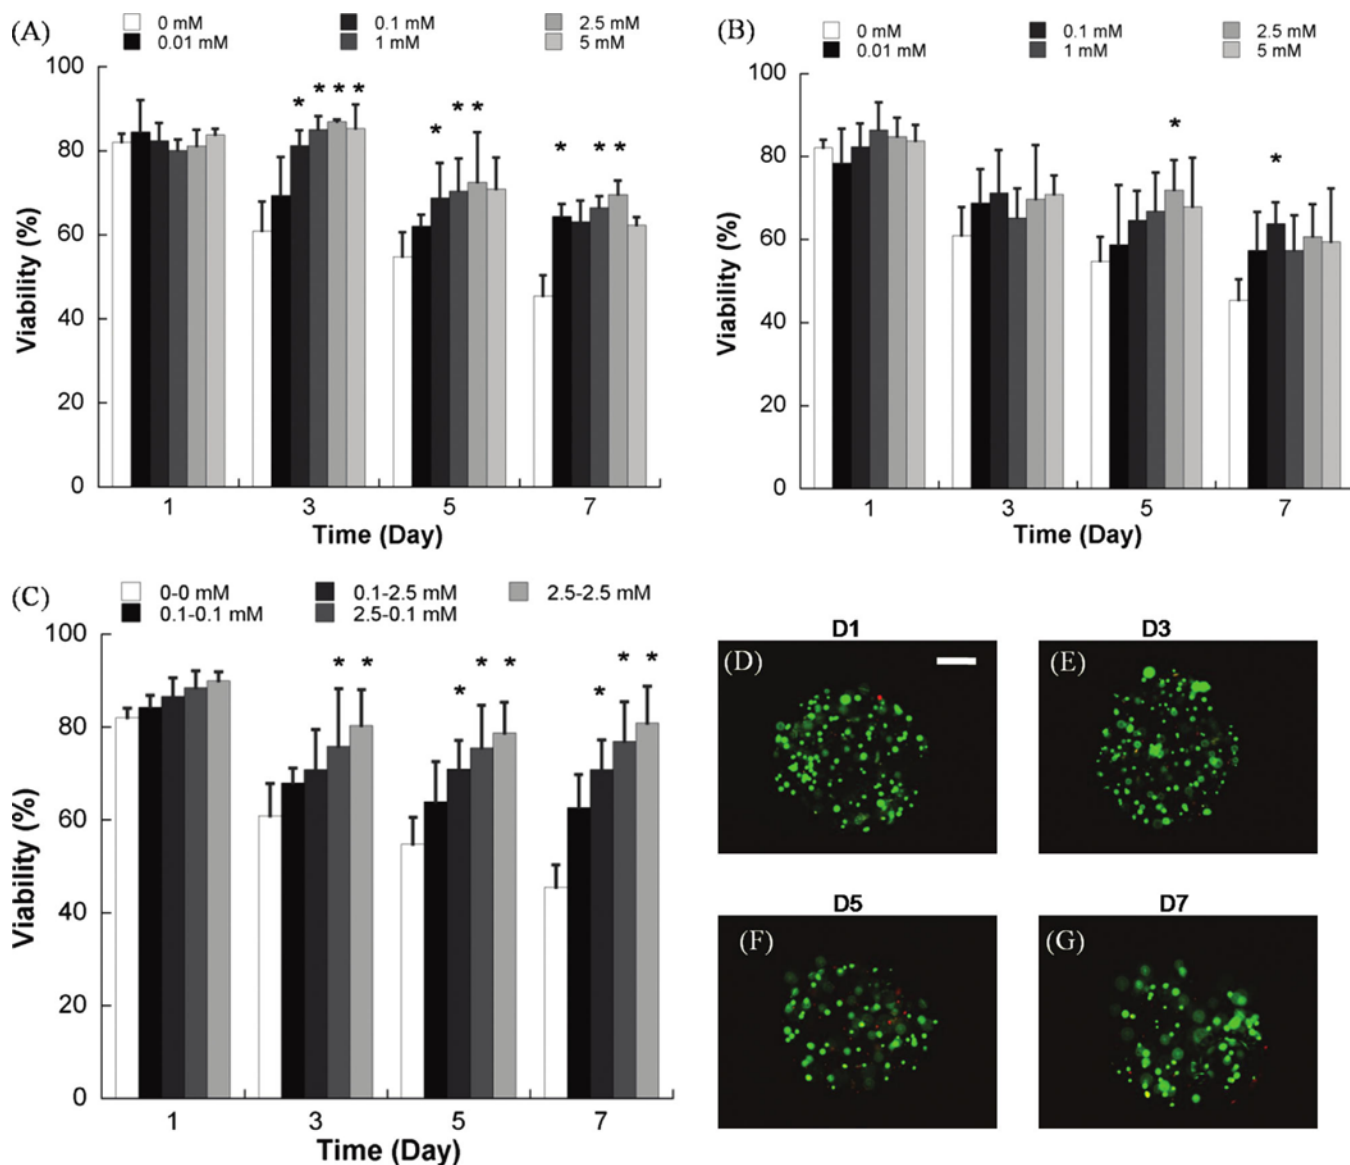 (A)
0 mM 0.1 mM 2.5 mM
0.01 mM 1 mM 5 mM
100
80
60
40
20
0
Viability (%)
* * * *
* * *
* * *
1 3 5 7
Time (Day)
(B)
0 mM 0.1 mM 2.5 mM
0.01 mM 1 mM 5 mM
100
80
60
40
20
0
Viability (%)
*
*
1 3 5 7
Time (Day)
(C)
0-0 mM 0.1-2.5 mM 2.5-2.5 mM
0.1-0.1 mM 2.5-0.1 mM
100
80
60
40
20
0
Viability (%)
* *
* * *
* * *
1 3 5 7
Time (Day)
D1
(D)
D3
(E)
D5
(F)
D7
(G)